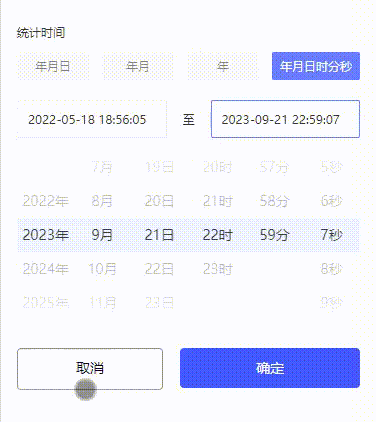 统计时间
年月日 年月 年 年月日时分秒
2022-05-18 18:56:05 至 2023-09-21 22:59:07
7月 19日 20时 57分 5秒
2022年 8月 20日 21时 58分 6秒
2023年 9月 21日 22时 59分 7秒
2024年 10月 22日 23时 8秒
2025年 11月 23日 9秒
取消 确定